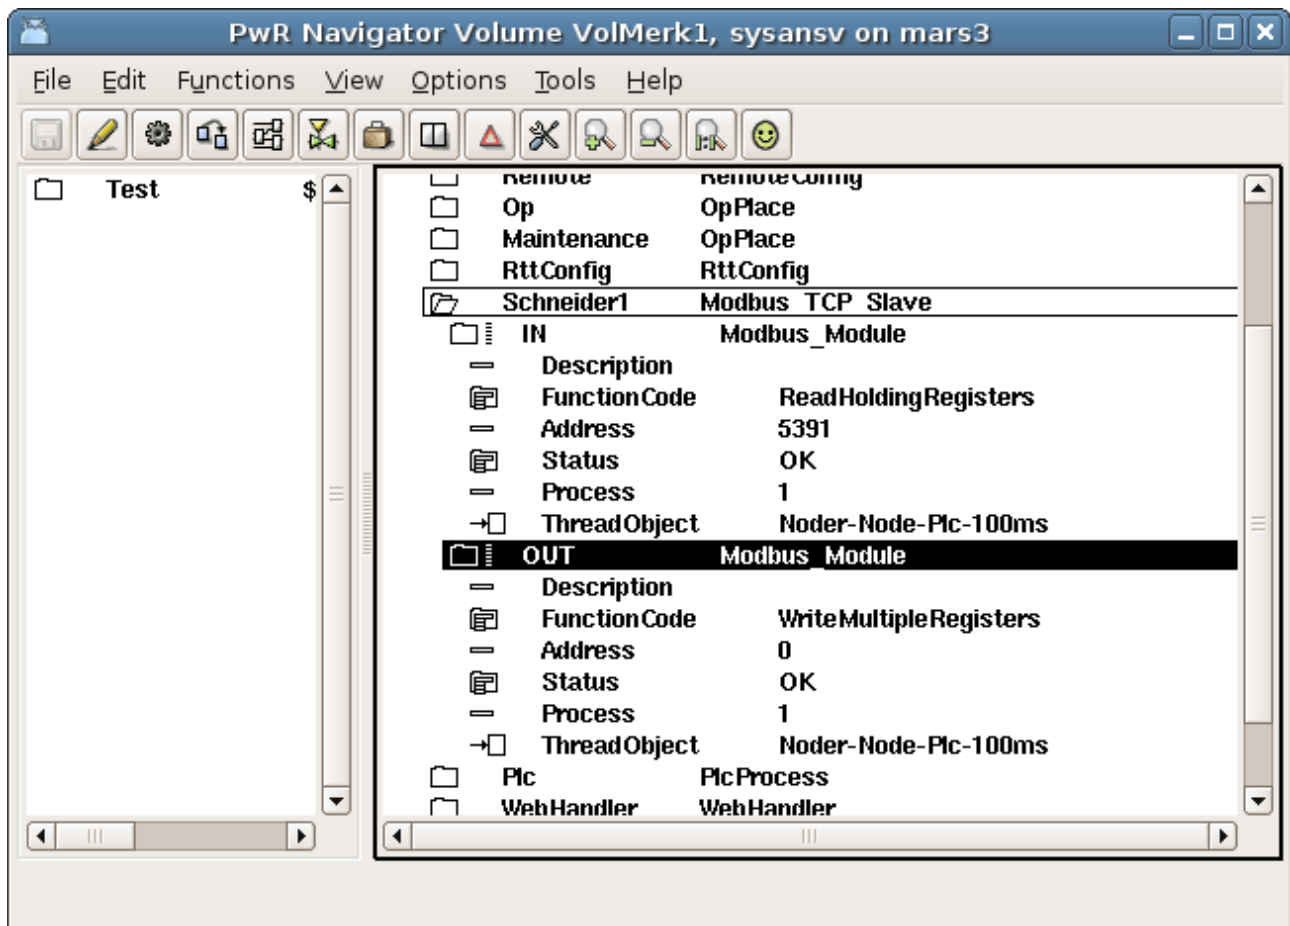 PwR Navigator Volume VolMerk1, sysansv on mars3
File Edit Functions View Options Tools Help
Test $
Remote RemoteConfig
Op OpPlace
Maintenance OpPlace
RttConfig RttConfig
Schneider1 Modbus_TCP_Slave
IN Modbus_Module
Description
FunctionCode ReadHoldingRegisters
Address 5391
Status OK
Process 1
ThreadObject Noder-Node-Plc-100ms
OUT Modbus_Module
Description
FunctionCode WriteMultipleRegisters
Address 0
Status OK
Process 1
ThreadObject Noder-Node-Plc-100ms
Plc PlcProcess
WebHandler WebHandler